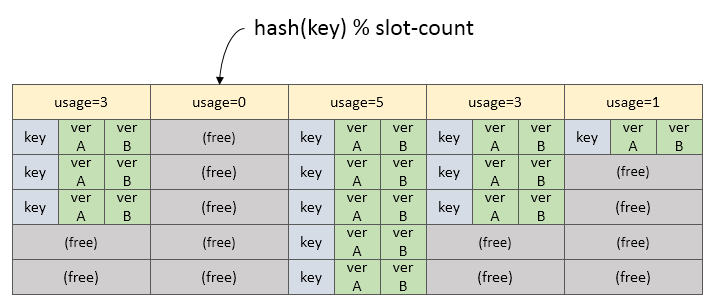 hash(key) % slot-count
usage=3 usage=0 usage=5 usage=3 usage=1
key ver A ver B (free) key ver A ver B key ver A ver B key ver A ver B
key ver A ver B (free) key ver A ver B key ver A ver B (free)
key ver A ver B (free) key ver A ver B key ver A ver B (free)
(free) (free) key ver A ver B (free) (free)
(free) (free) key ver A ver B (free) (free)